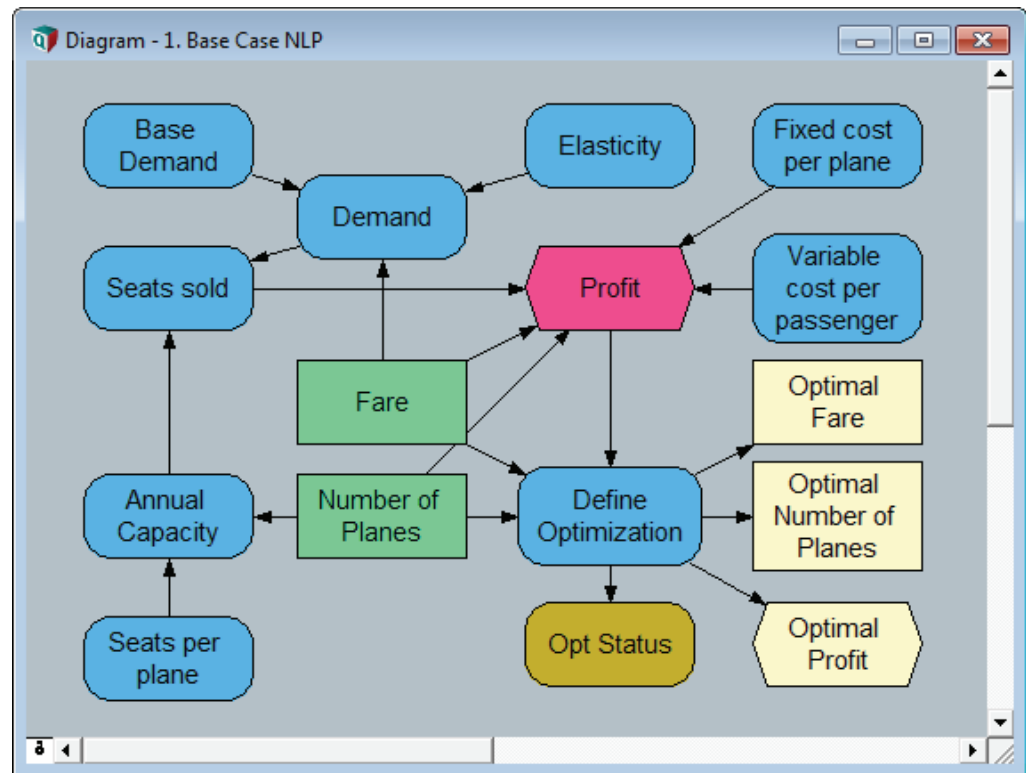 Diagram - 1. Base Case NLP
Base
Demand
Elasticity
Fixed cost
per plane
Demand
Seats sold
Profit
Variable
cost per
passenger
Fare
Optimal
Fare
Annual
Capacity
Number of
Planes
Define
Optimization
Optimal
Number of
Planes
Seats per
plane
Opt Status
Optimal
Profit